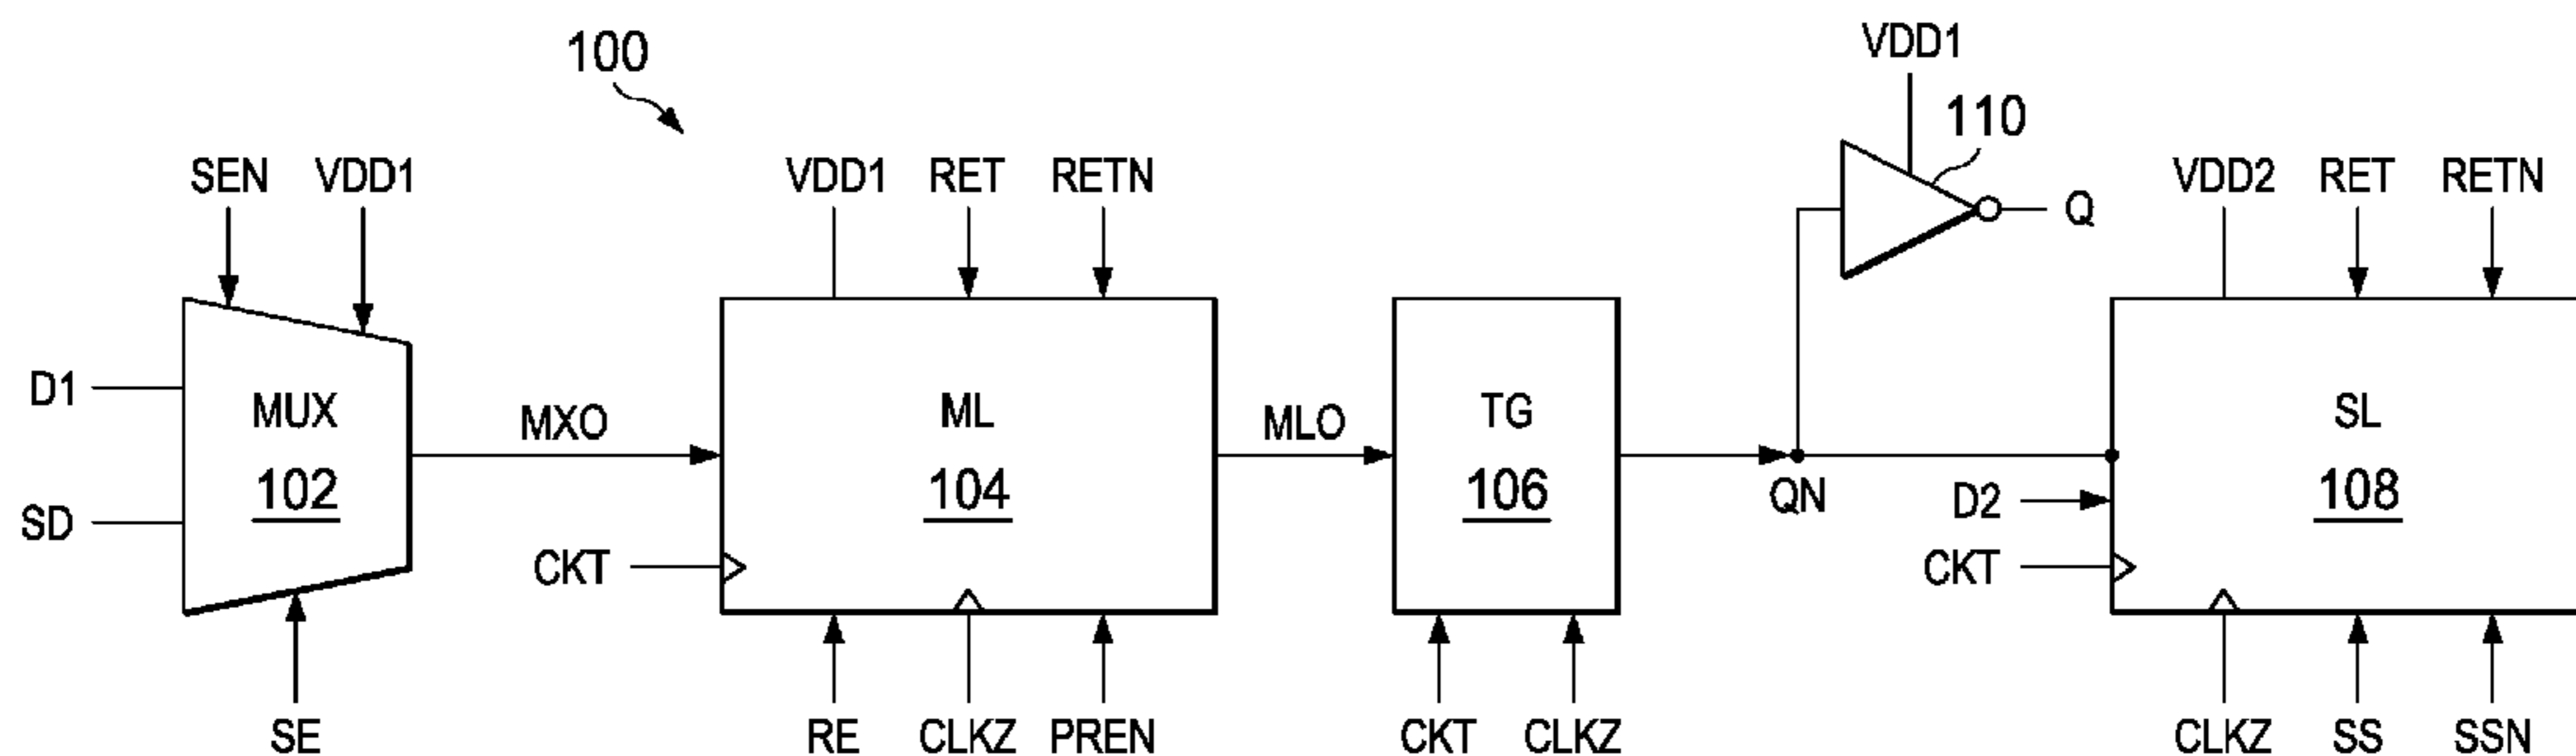 100
VDD1
110
SEN VDD1 VDD1 RET RETN Q VDD2 RET RETN
D1 MUX MXO ML MLO TG SL
102 104 106 QN D2 108
SD
CKT CKT
SE RE CLKZ PREN CKT CLKZ CLKZ SS SSN